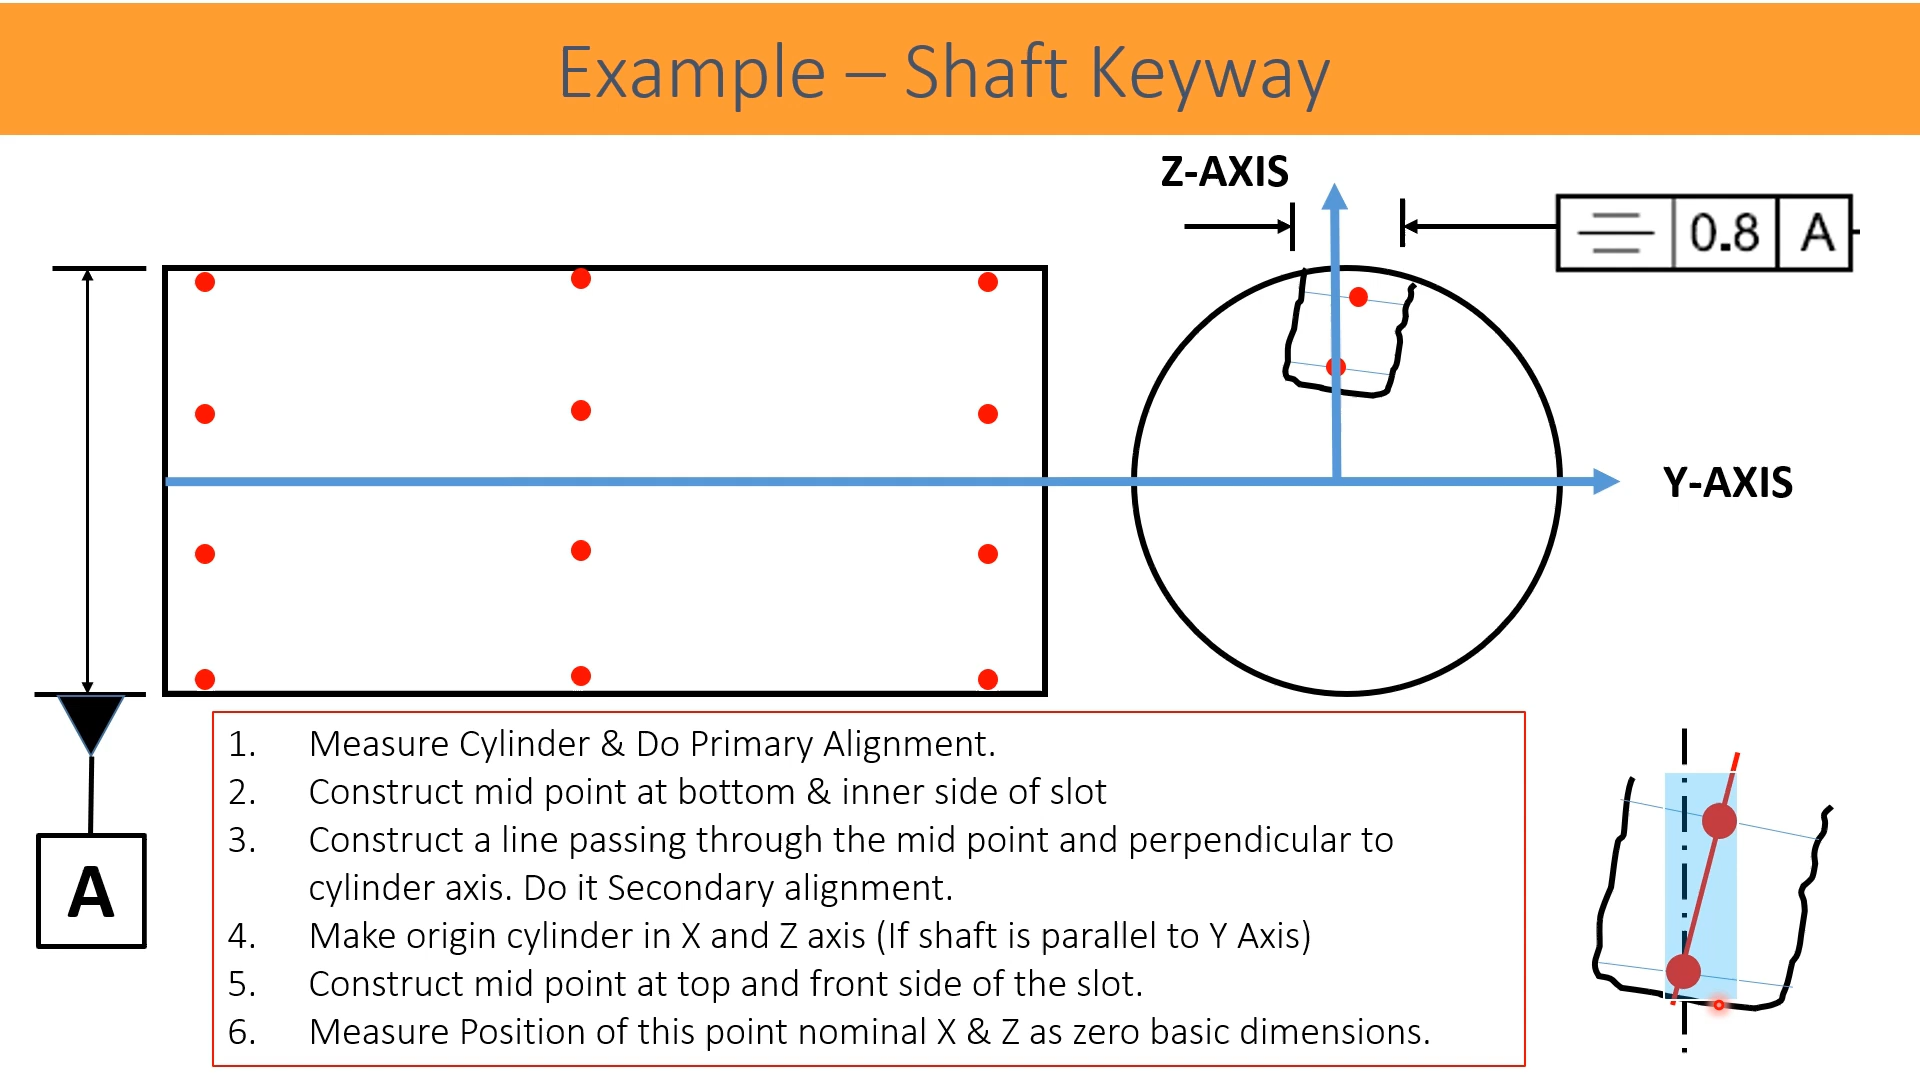 Example – Shaft Keyway
Z-AXIS
0.8 A
Y-AXIS
A
1. Measure Cylinder & Do Primary Alignment.
2. Construct mid point at bottom & inner side of slot
3. Construct a line passing through the mid point and perpendicular to
cylinder axis. Do it Secondary alignment.
4. Make origin cylinder in X and Z axis (If shaft is parallel to Y Axis)
5. Construct mid point at top and front side of the slot.
6. Measure Position of this point nominal X & Z as zero basic dimensions.